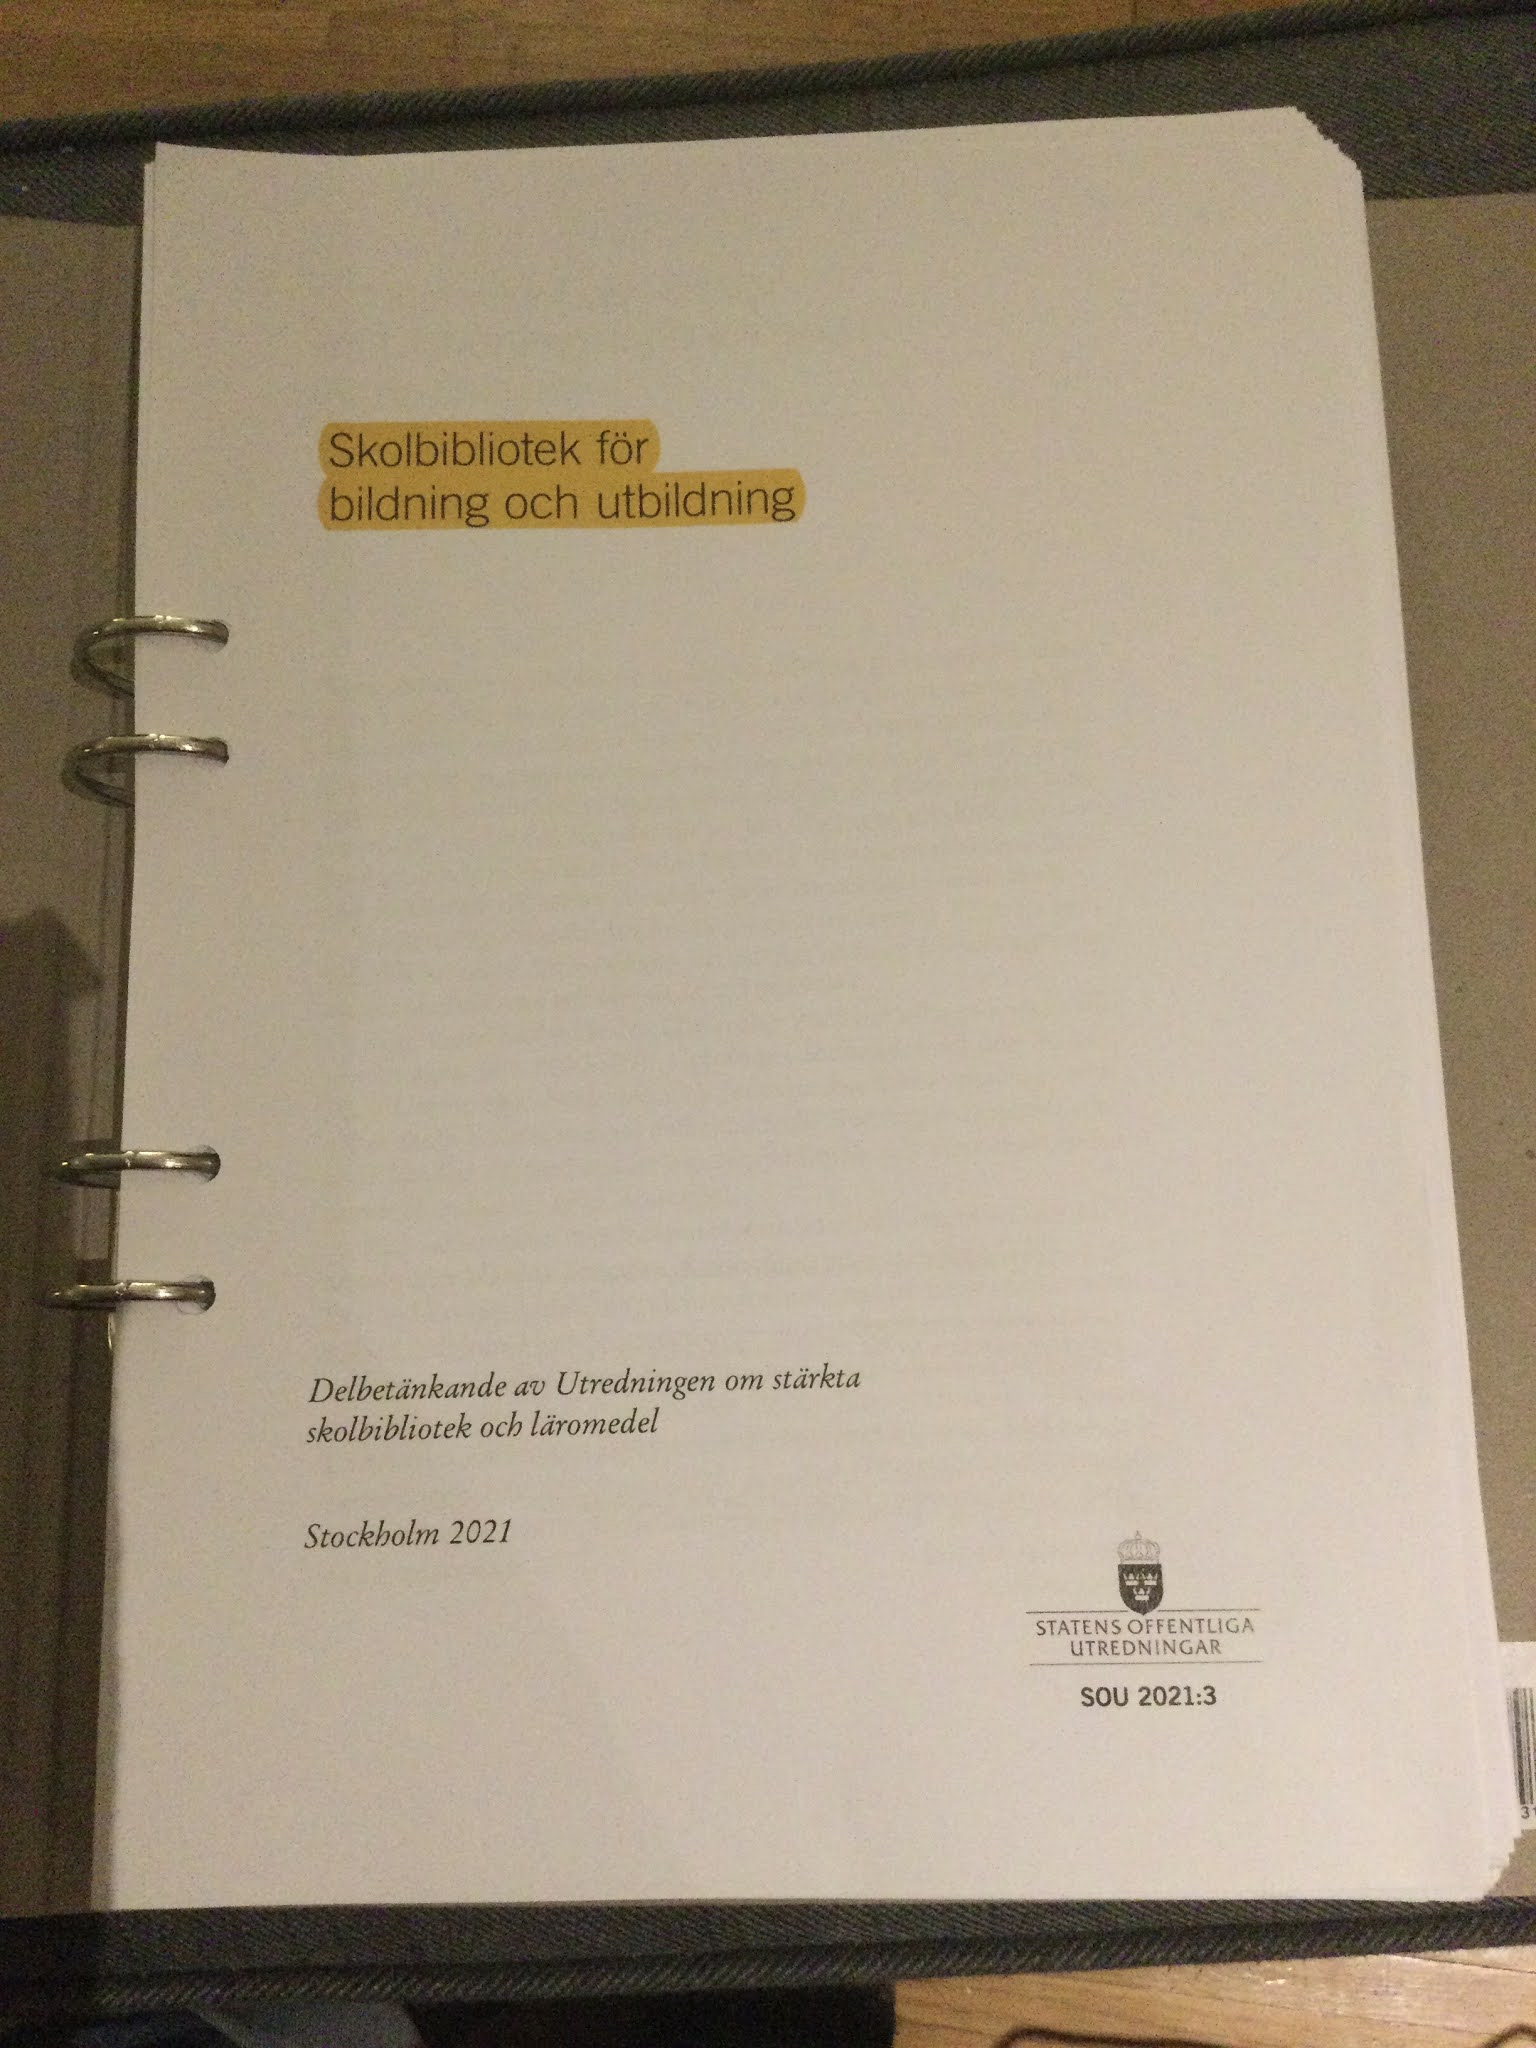 Skolbibliotek för
bildning och utbildning
Delbetänkande av Utredningen om stärkta
skolbibliotek och läromedel
Stockholm 2021
STATENS OFFENTLIGA
UTREDNINGAR
SOU 2021:3
31